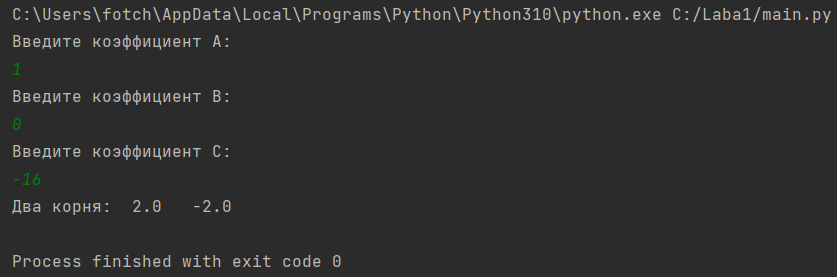 C:\Users\fotch\AppData\Local\Programs\Python\Python310\python.exe C:/Laba1/main.py
Введите коэффициент A:
1
Введите коэффициент B:
0
Введите коэффициент C:
-16
Два корня:  2.0   -2.0
Process finished with exit code 0